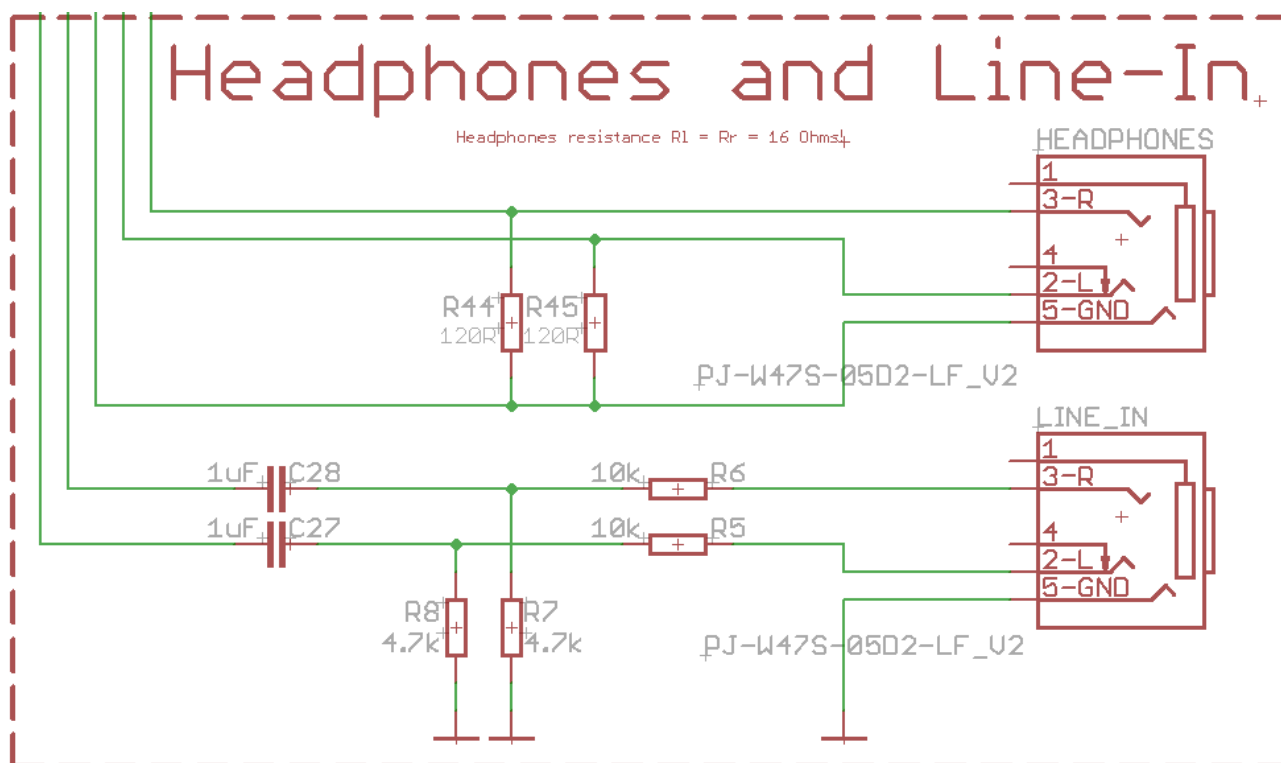 Headphones and Line-In
Headphones resistance Rl = Rr = 16 Ohms
HEADPHONES
1
3-R
4
2-L
5-GND
R44
120R
R45
120R
PJ-W47S-05D2-LF_V2
LINE_IN
1
3-R
4
2-L
5-GND
1uF C28
10k R6
1uF C27
10k R5
R8
4.7k
R7
4.7k
PJ-W47S-05D2-LF_V2